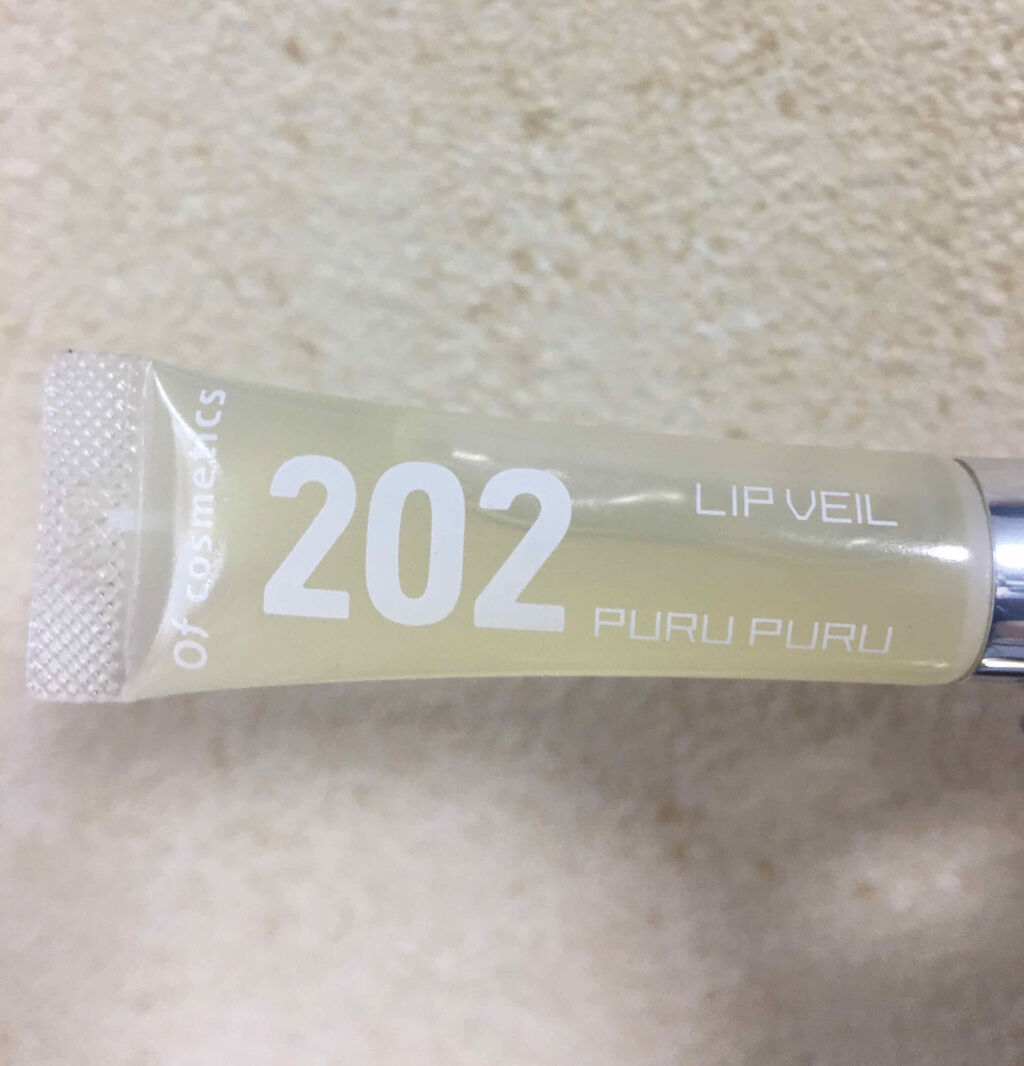 Of cosmetics
202
LIP VEIL
PURU PURU